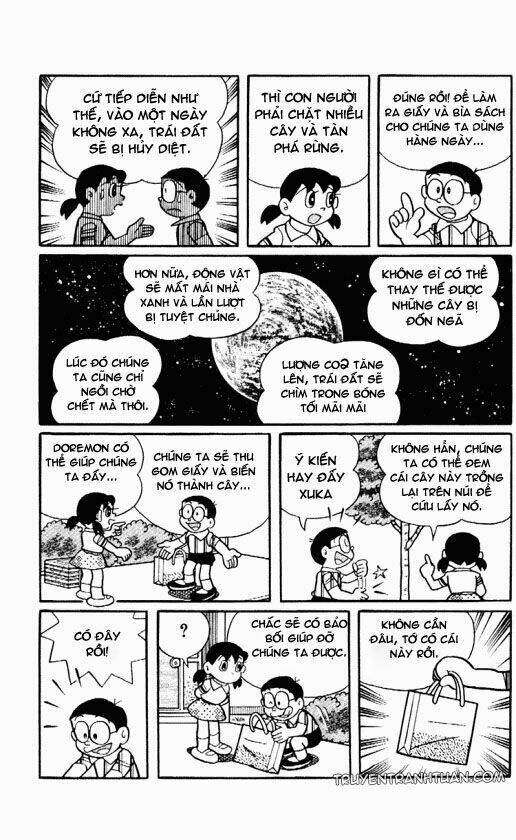 ĐÚNG RỒI! ĐỂ LÀM
RA GIẤY VÀ BÌA SÁCH
CHO CHÚNG TA DÙNG
HÀNG NGÀY...
THÌ CON NGƯỜI
PHẢI CHẶT NHIỀU
CÂY VÀ TÀN
PHÁ RỪNG.
CỨ TIẾP DIỄN NHƯ
THẾ, VÀO MỘT NGÀY
KHÔNG XA, TRÁI ĐẤT
SẼ BỊ HỦY DIỆT.
KHÔNG GÌ CÓ THỂ
THAY THẾ ĐƯỢC
NHỮNG CÂY BỊ
ĐỐN NGÃ
HƠN NỮA, ĐỘNG VẬT
SẼ MẤT MÁI NHÀ
XANH VÀ LẦN LƯỢT
BỊ TUYỆT CHỦNG.
LƯỢNG CO2 TĂNG
LÊN, TRÁI ĐẤT SẼ
CHÌM TRONG BÓNG
TỐI MÃI MÃI
LÚC ĐÓ CHÚNG
TA CŨNG CHỈ
NGỒI CHỜ
CHẾT MÀ THÔI.
KHÔNG HẲN, CHÚNG
TA CÓ THỂ ĐEM
CÁI CÂY NÀY TRỒNG
LẠI TRÊN NÚI ĐỂ
CỨU LẤY NÓ.
Ý KIẾN
HAY ĐẤY
XUKA
CHÚNG TA SẼ THU
GOM GIẤY VÀ BIẾN
NÓ THÀNH CÂY...
DOREMON CÓ
THỂ GIÚP CHÚNG
TA ĐẤY...
KHÔNG CẦN
ĐÂU, TỚ CÓ CÁI
NÀY RỒI.
CHẮC SẼ CÓ BẢO
BỐI GIÚP ĐỠ
CHÚNG TA ĐƯỢC.
?
CÓ ĐÂY
RỒI!
TRUYENTRANHTUAN.COM